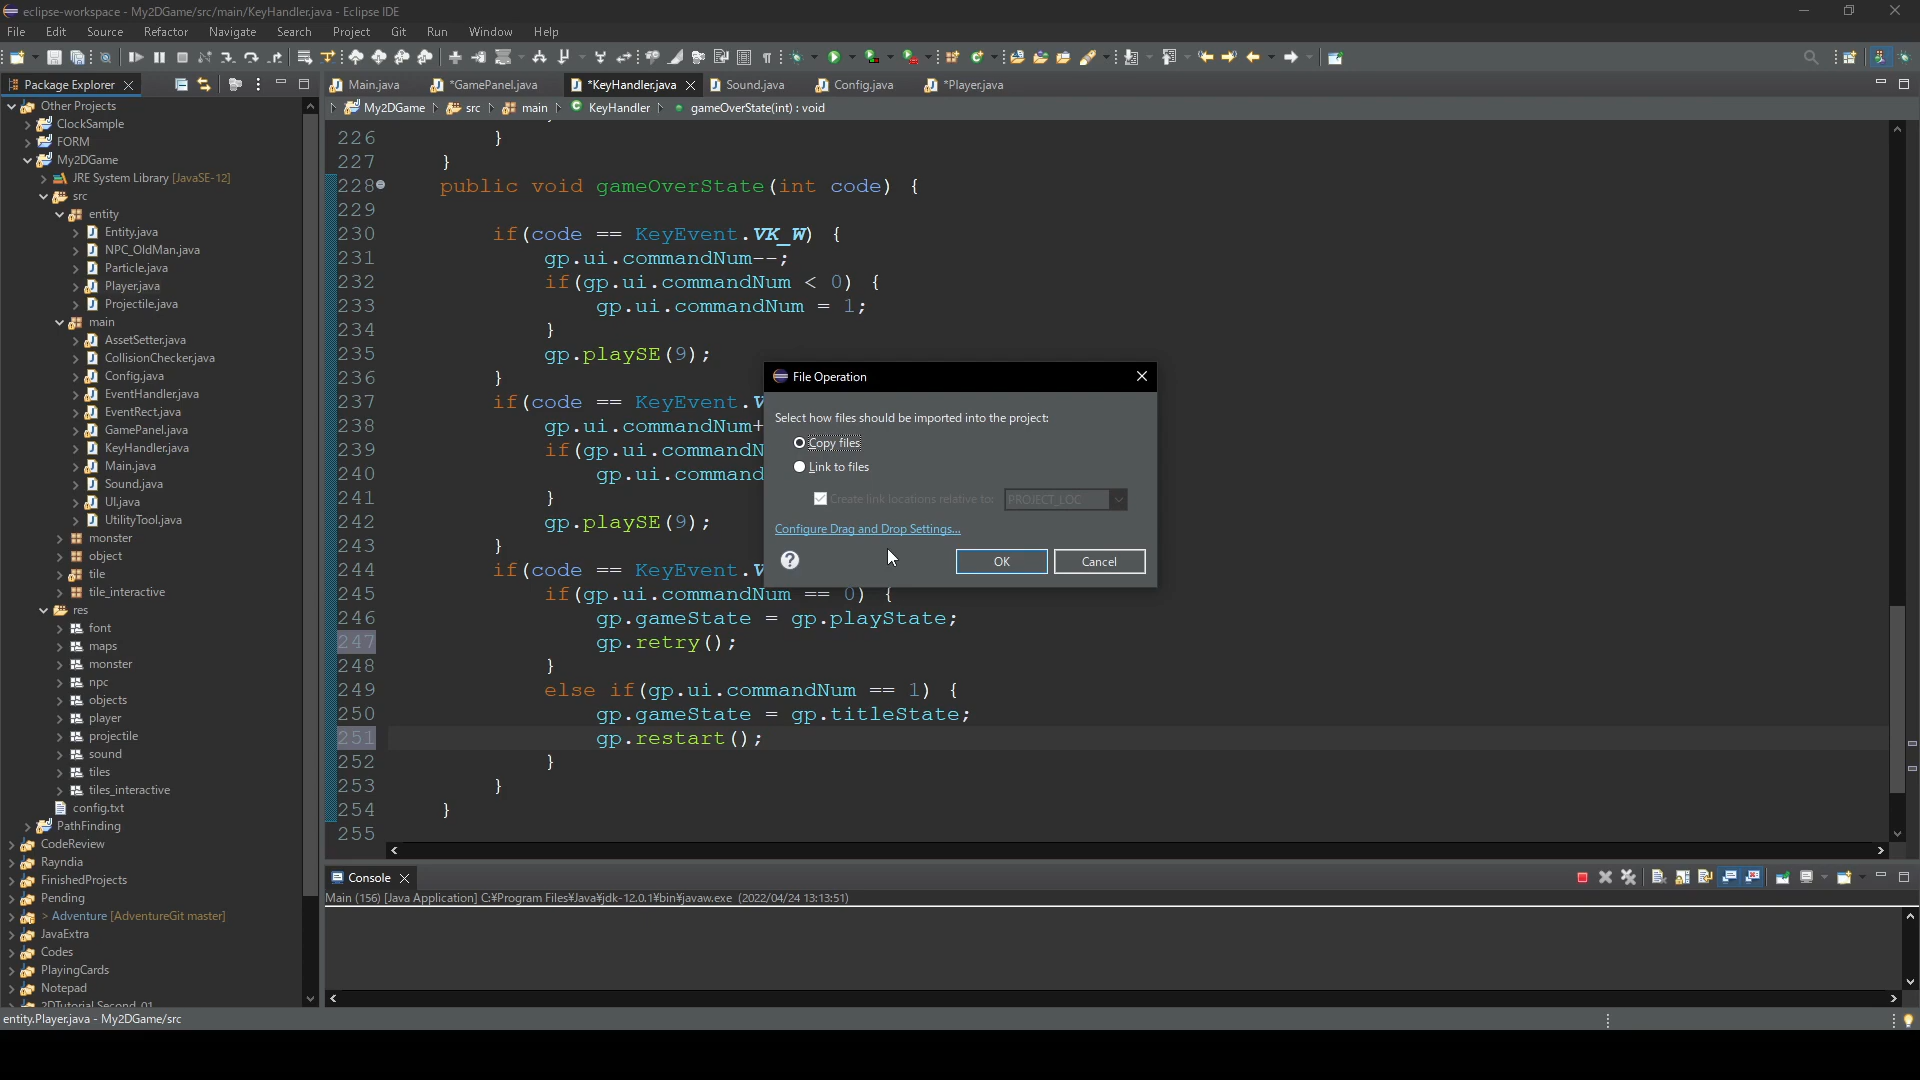 eclipse-workspace - My2DGame/src/main/KeyHandler.java - Eclipse IDE
File Edit Source Refactor Navigate Search Project Git Run Window Help
Package Explorer
Main.java *GamePanel.java *KeyHandler.java Sound.java Config.java *Player.java
My2DGame src main KeyHandler gameOverState(int) : void
Other Projects
ClockSample
FORM
My2DGame
JRE System Library [JavaSE-12]
src
entity
Entity.java
NPC_OldMan.java
Particle.java
Player.java
Projectile.java
main
AssetSetter.java
CollisionChecker.java
Config.java
EventHandler.java
EventRect.java
GamePanel.java
KeyHandler.java
Main.java
Sound.java
UI.java
UtilityTool.java
monster
object
tile
tile_interactive
res
font
maps
monster
npc
objects
player
projectile
sound
tiles
tiles_interactive
config.txt
PathFinding
CodeReview
Rayndia
FinishedProjects
Pending
> Adventure [AdventureGit master]
JavaExtra
Codes
PlayingCards
Notepad
2DTutorial Second_01
226 }
227 }
228 public void gameOverState(int code) {
229
230 if(code == KeyEvent.VK_W) {
231 gp.ui.commandNum--;
232 if(gp.ui.commandNum < 0) {
233 gp.ui.commandNum = 1;
234 }
235 gp.playSE(9);
236 }
237 if(code == KeyEvent.V
238 gp.ui.commandNum+
239 if(gp.ui.commandN
240 gp.ui.command
241 }
242 gp.playSE(9);
243 }
244 if(code == KeyEvent.V
245 if(gp.ui.commandNum == 0) {
246 gp.gameState = gp.playState;
247 gp.retry();
248 }
249 else if(gp.ui.commandNum == 1) {
250 gp.gameState = gp.titleState;
251 gp.restart();
252 }
253 }
254 }
255
File Operation
Select how files should be imported into the project:
Copy files
Link to files
Create link locations relative to: PROJECT_LOC
Configure Drag and Drop Settings...
? OK Cancel
Console
Main (156) [Java Application] C:¥Program Files¥Java¥jdk-12.0.1¥bin¥javaw.exe (2022/04/24 13:13:51)
entity.Player.java - My2DGame/src